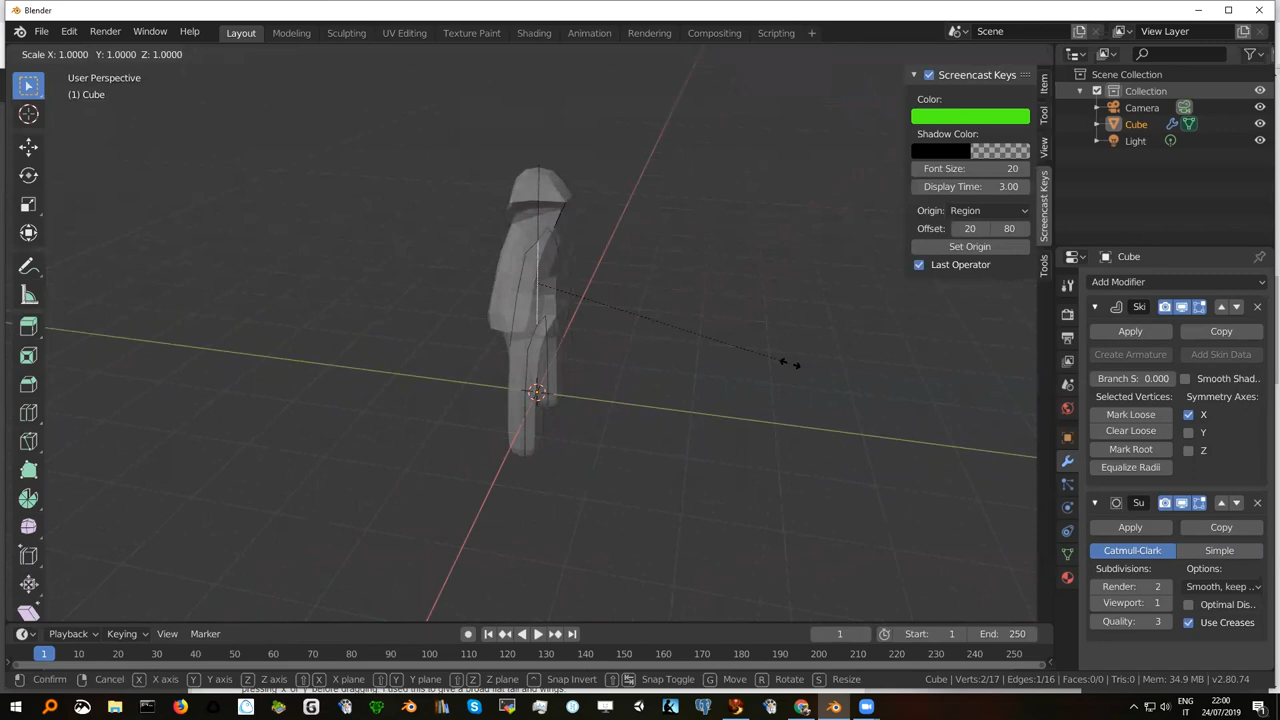 Blender
File Edit Render Window Help Layout Modeling Sculpting UV Editing Texture Paint Shading Animation Rendering Compositing Scripting + Scene View Layer
Scale X: 1.0000 Y: 1.0000 Z: 1.0000
User Perspective
(1) Cube
Screencast Keys
Color:
Shadow Color:
Font Size: 20
Display Time: 3.00
Origin: Region
Offset: 20 80
Set Origin
Last Operator
Item
Tool
View
Screencast Keys
Tools
Scene Collection
Collection
Camera
Cube
Light
Cube
Add Modifier
Ski
Apply Copy
Create Armature Add Skin Data
Branch S: 0.000 Smooth Shad..
Selected Vertices: Symmetry Axes:
Mark Loose X
Clear Loose Y
Mark Root Z
Equalize Radii
Su
Apply Copy
Catmull-Clark Simple
Subdivisions: Options:
Render: 2 Smooth, keep ..
Viewport: 1 Optimal Dis..
Quality: 3 Use Creases
Playback Keying View Marker 1 Start: 1 End: 250
1 10 20 30 40 50 60 70 80 90 100 110 120 130 140 150 160 170 180 190 200 210 220 230 240 250
Confirm Cancel X X axis Y Y axis Z Z axis X X plane Y Y plane Z Z plane Snap Invert Snap Toggle G Move R Rotate S Resize Cube | Verts:2/17 | Edges:1/16 | Faces:0/0 | Tris:0 | Mem: 34.9 MB | v2.80.74
ENG 22:00
IT 24/07/2019